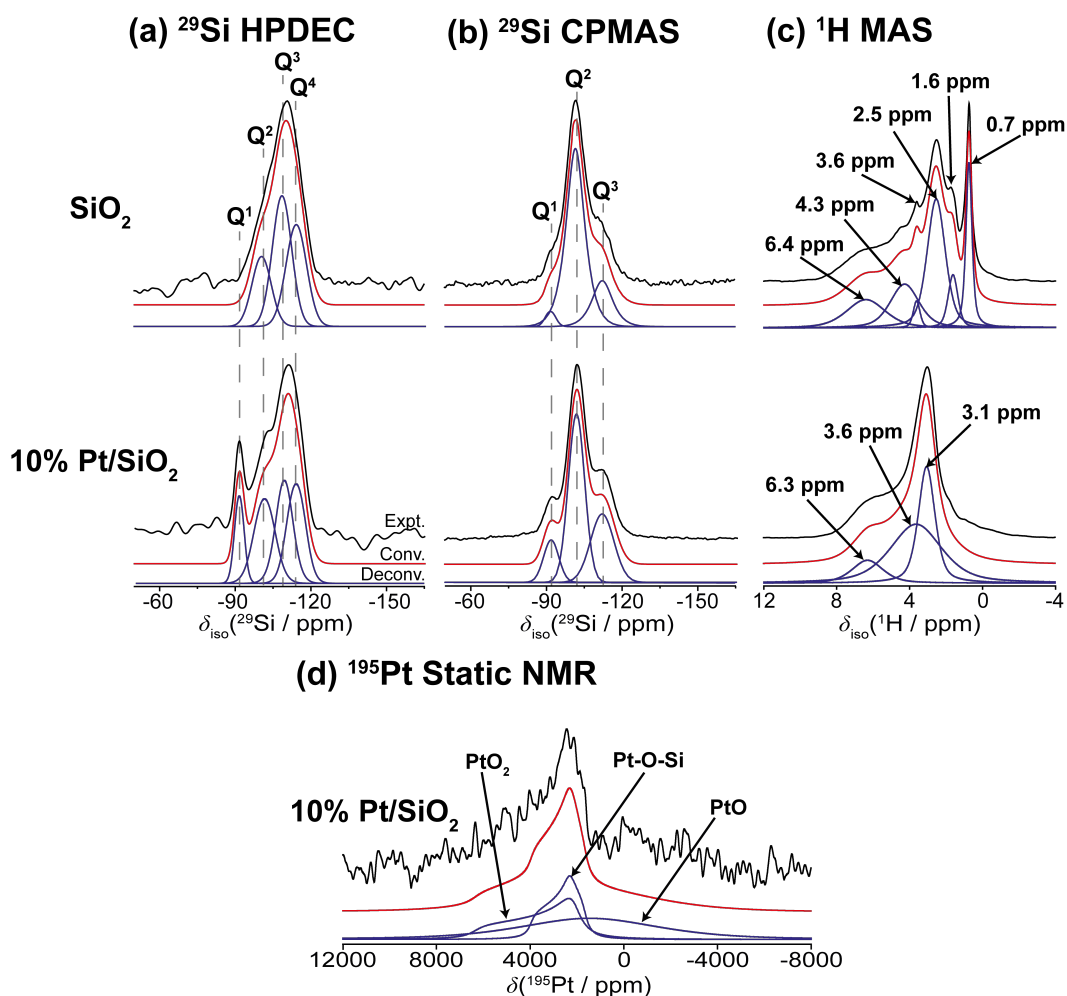 (a) ²⁹Si HPDEC
(b) ²⁹Si CPMAS
(c) ¹H MAS
Q³
Q⁴
Q²
Q¹
SiO₂
Q²
Q³
Q¹
1.6 ppm
2.5 ppm
0.7 ppm
3.6 ppm
4.3 ppm
6.4 ppm
10% Pt/SiO₂
Expt.
Conv.
Deconv.
3.1 ppm
3.6 ppm
6.3 ppm
-60 -90 -120 -150
δiso(²⁹Si / ppm)
-60 -90 -120 -150
δiso(²⁹Si / ppm)
12 8 4 0 -4
δiso(¹H / ppm)
(d) ¹⁹⁵Pt Static NMR
10% Pt/SiO₂
PtO₂
Pt-O-Si
PtO
12000 8000 4000 0 -4000 -8000
δ(¹⁹⁵Pt / ppm)